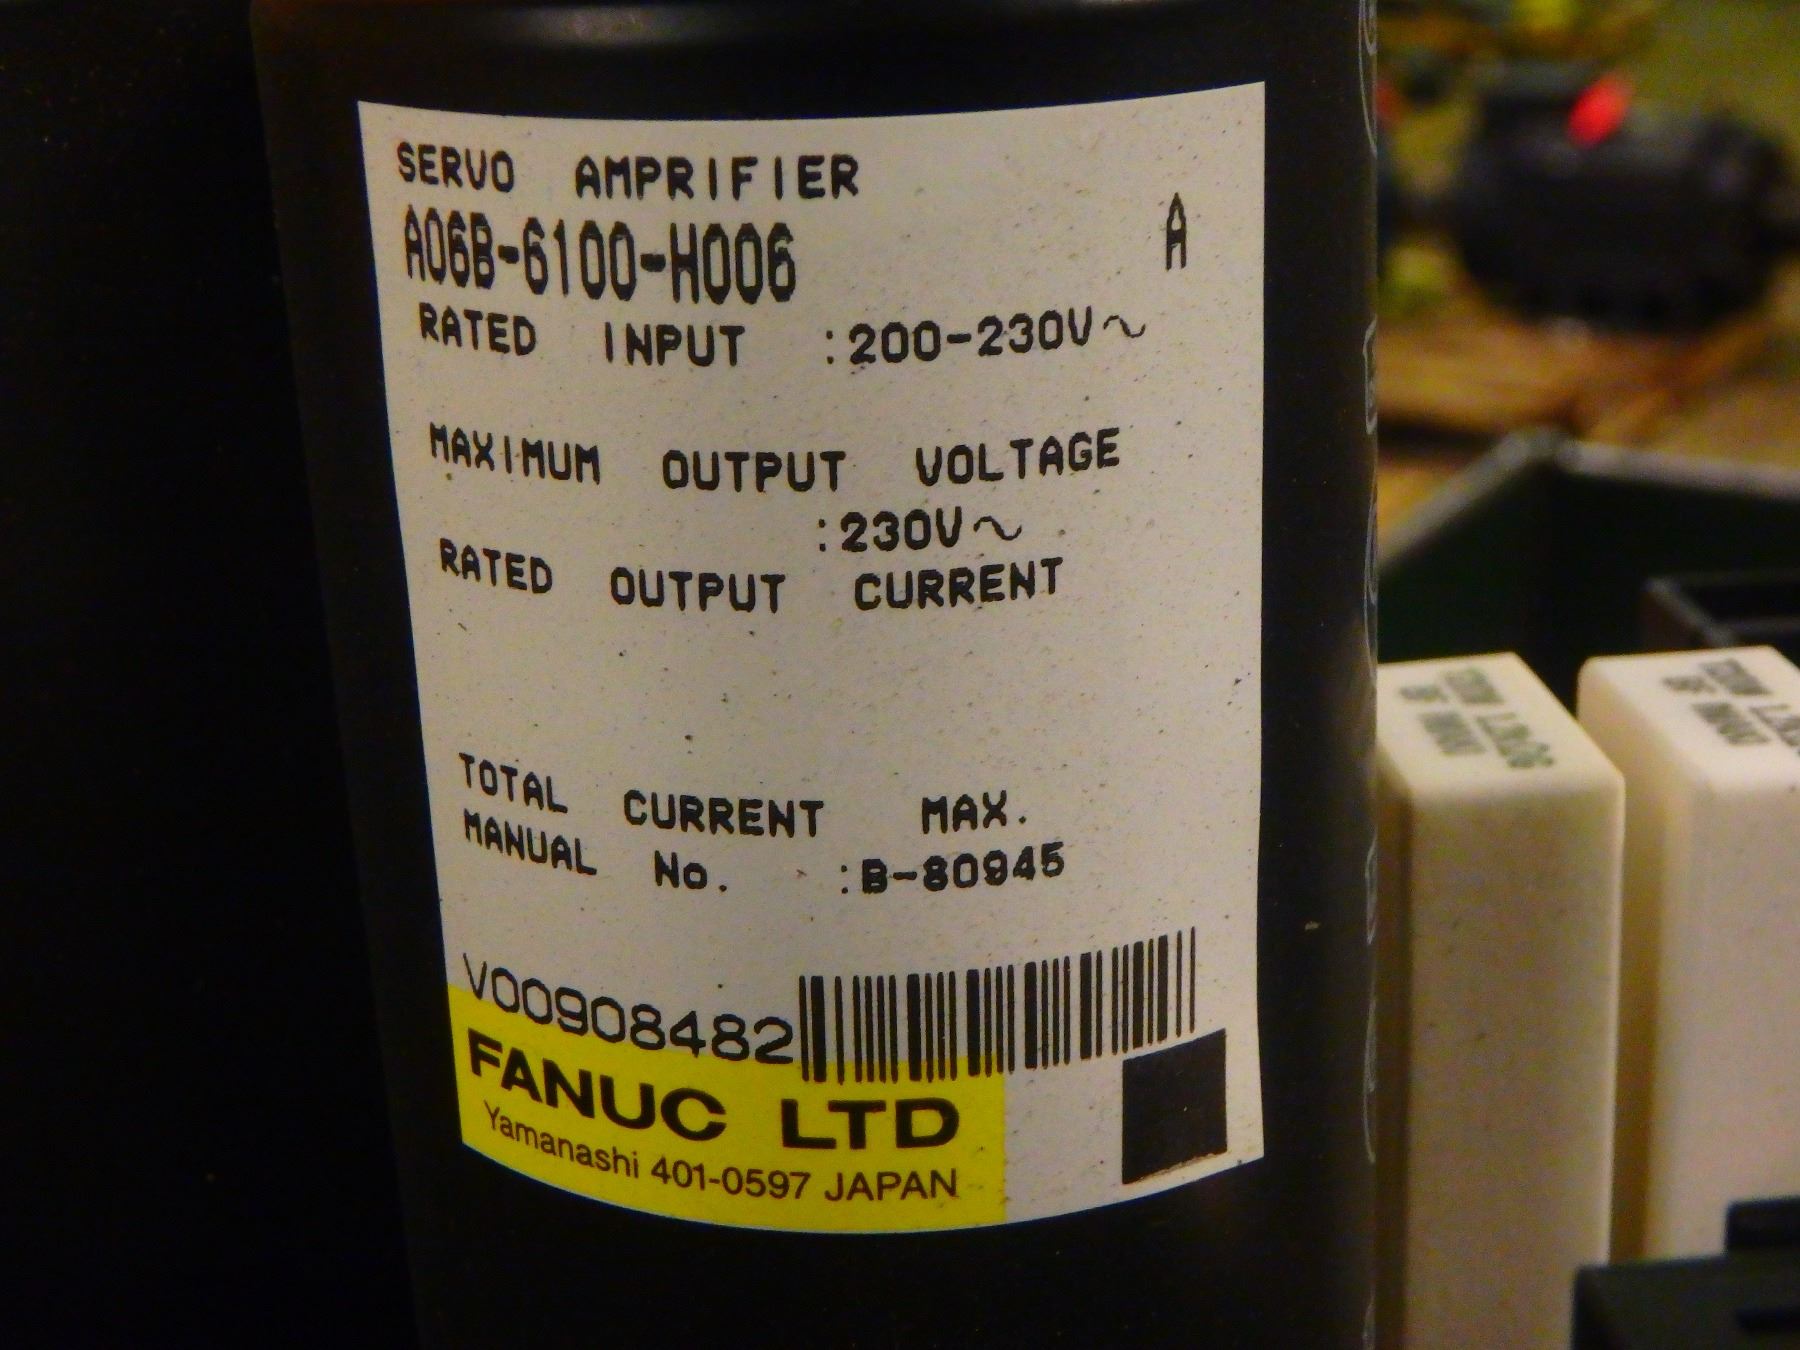 SERVO AMPRIFIER
A06B-6100-H006 A
RATED INPUT :200-230V～
MAXIMUM OUTPUT VOLTAGE
:230V～
RATED OUTPUT CURRENT
TOTAL CURRENT MAX.
MANUAL No. :B-80945
V00908482
FANUC LTD
Yamanashi 401-0597 JAPAN